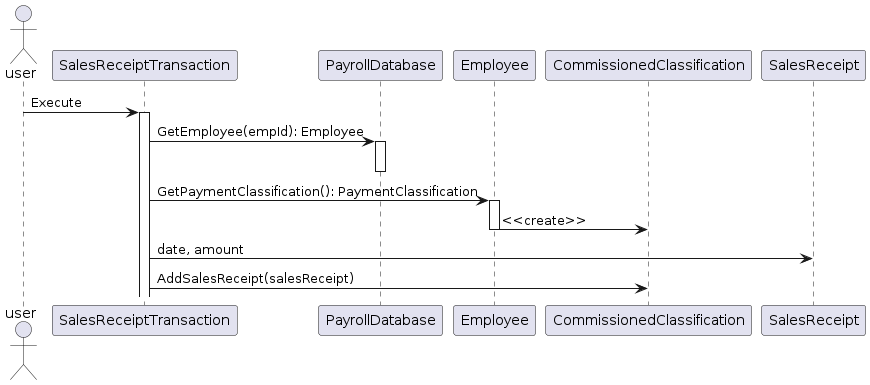 user
SalesReceiptTransaction
PayrollDatabase
Employee
CommissionedClassification
SalesReceipt
Execute
GetEmployee(empId): Employee
GetPaymentClassification(): PaymentClassification
<<create>>
date, amount
AddSalesReceipt(salesReceipt)
user
SalesReceiptTransaction
PayrollDatabase
Employee
CommissionedClassification
SalesReceipt